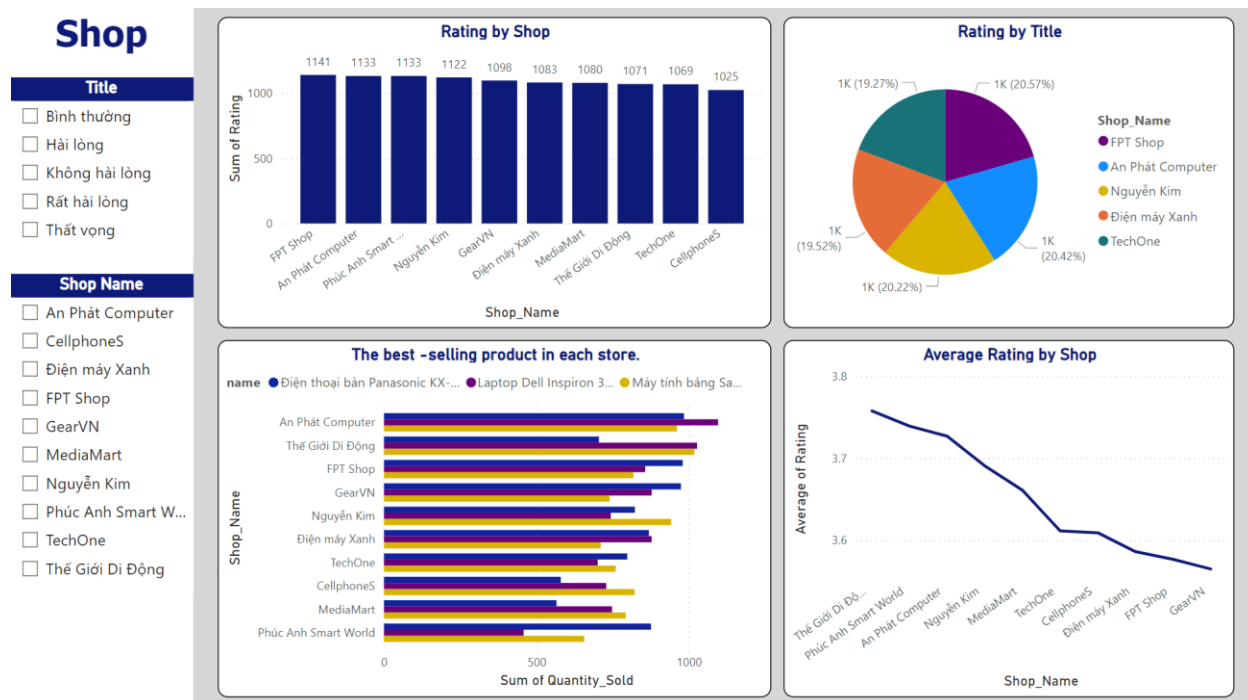 Shop
Title
Bình thường
Hài lòng
Không hài lòng
Rất hài lòng
Thất vọng
Shop Name
An Phát Computer
CellphoneS
Điện máy Xanh
FPT Shop
GearVN
MediaMart
Nguyễn Kim
Phúc Anh Smart W...
TechOne
Thế Giới Di Động
Rating by Shop
1141 1133 1133 1122 1098 1083 1080 1071 1069 1025
1000
500
0
Sum of Rating
FPT Shop
An Phát Computer
Phúc Anh Smart ...
Nguyễn Kim
GearVN
Điện máy Xanh
MediaMart
Thế Giới Di Động
TechOne
CellphoneS
Shop_Name
Rating by Title
1K (19.27%)
1K (20.57%)
1K
(19.52%)
1K
(20.42%)
1K (20.22%)
Shop_Name
FPT Shop
An Phát Computer
Nguyễn Kim
Điện máy Xanh
TechOne
The best -selling product in each store.
name Điện thoại bàn Panasonic KX-... Laptop Dell Inspiron 3... Máy tính bảng Sa...
An Phát Computer
Thế Giới Di Động
FPT Shop
GearVN
Nguyễn Kim
Điện máy Xanh
TechOne
CellphoneS
MediaMart
Phúc Anh Smart World
Shop_Name
0 500 1000
Sum of Quantity_Sold
Average Rating by Shop
3.8
3.7
3.6
Average of Rating
Thế Giới Di Độ...
Phúc Anh Smart World
An Phát Computer
Nguyễn Kim
MediaMart
TechOne
CellphoneS
Điện máy Xanh
FPT Shop
GearVN
Shop_Name